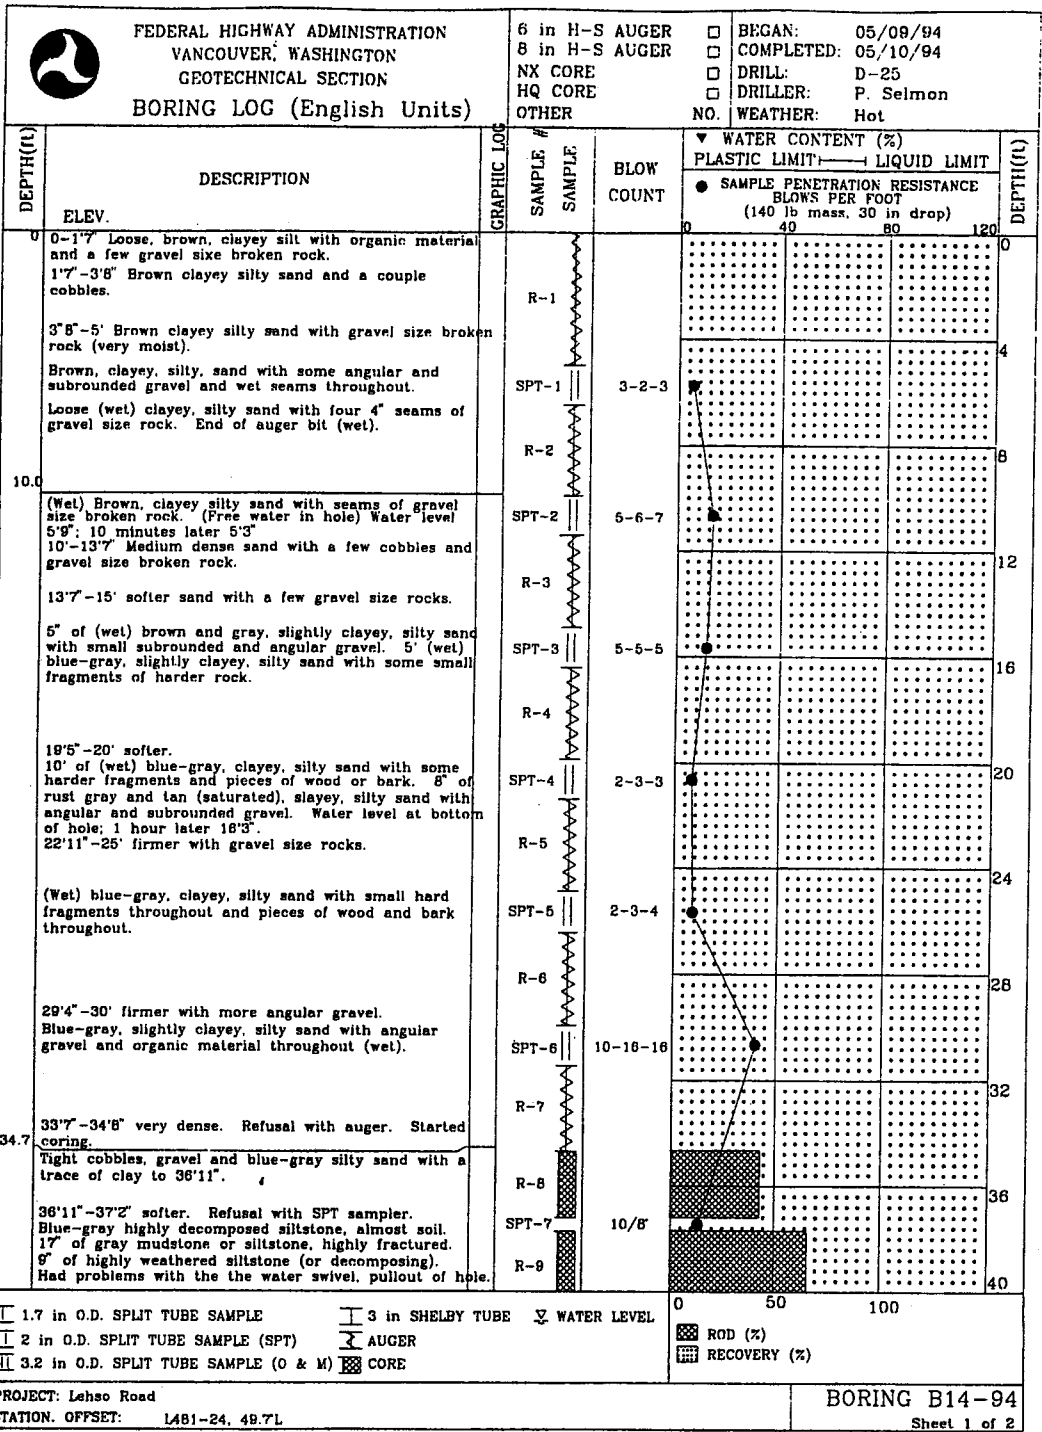 FEDERAL HIGHWAY ADMINISTRATION
VANCOUVER, WASHINGTON
GEOTECHNICAL SECTION
BORING LOG (English Units)
6 in H-S AUGER
8 in H-S AUGER
NX CORE
HQ CORE
OTHER NO.
BEGAN: 05/09/94
COMPLETED: 05/10/94
DRILL: D-25
DRILLER: P. Selmon
WEATHER: Hot
DEPTH(ft)
DESCRIPTION
ELEV.
GRAPHIC LOG
SAMPLE #
SAMPLE
BLOW
COUNT
▼ WATER CONTENT (%)
PLASTIC LIMIT LIQUID LIMIT
● SAMPLE PENETRATION RESISTANCE
BLOWS PER FOOT
(140 lb mass, 30 in drop)
0 40 80 120
DEPTH(ft)
0
0-1'7" Loose, brown, clayey silt with organic material
and a few gravel sixe broken rock.
1'7"-3'8" Brown clayey silty sand and a couple
cobbles.
3"8"-5' Brown clayey silty sand with gravel size broken
rock (very moist).
Brown, clayey, silty, sand with some angular and
subrounded gravel and wet seams throughout.
Loose (wet) clayey, silty sand with four 4" seams of
gravel size rock. End of auger bit (wet).
10.0
(Wet) Brown, clayey silty sand with seams of gravel
size broken rock. (Free water in hole) Water level
5'9"; 10 minutes later 5'3"
10'-13'7" Medium dense sand with a few cobbles and
gravel size broken rock.
13'7"-15' softer sand with a few gravel size rocks.
5" of (wet) brown and gray, slightly clayey, silty sand
with small subrounded and angular gravel. 5' (wet)
blue-gray, slightly clayey, silty sand with some small
fragments of harder rock.
19'5"-20' softer.
10' of (wet) blue-gray, clayey, silty sand with some
harder fragments and pieces of wood or bark. 8" of
rust gray and tan (saturated), slayey, silty sand with
angular and subrounded gravel. Water level at bottom
of hole; 1 hour later 16'3".
22'11"-25' firmer with gravel size rocks.
(Wet) blue-gray, clayey, silty sand with small hard
fragments throughout and pieces of wood and bark
throughout.
29'4"-30' firmer with more angular gravel.
Blue-gray, slightly clayey, silty sand with angular
gravel and organic material throughout (wet).
33'7"-34'8" very dense. Refusal with auger. Started
coring.
34.7
Tight cobbles, gravel and blue-gray silty sand with a
trace of clay to 36'11".
36'11"-37'2" softer. Refusal with SPT sampler.
Blue-gray highly decomposed siltstone, almost soil.
17" of gray mudstone or siltstone, highly fractured.
9" of highly weathered siltstone (or decomposing).
Had problems with the the water swivel, pullout of hole.
R-1
SPT-1 3-2-3
R-2
SPT-2 5-6-7
R-3
SPT-3 5-5-5
R-4
SPT-4 2-3-3
R-5
SPT-5 2-3-4
R-6
SPT-6 10-16-16
R-7
R-8
SPT-7 10/8"
R-9
0
4
8
12
16
20
24
28
32
36
40
0 50 100
1.7 in O.D. SPLIT TUBE SAMPLE
2 in O.D. SPLIT TUBE SAMPLE (SPT)
3.2 in O.D. SPLIT TUBE SAMPLE (O & M)
3 in SHELBY TUBE
AUGER
CORE
WATER LEVEL
RQD (%)
RECOVERY (%)
PROJECT: Lehso Road
TATION. OFFSET: L481-24, 49.7L
BORING B14-94
Sheet 1 of 2